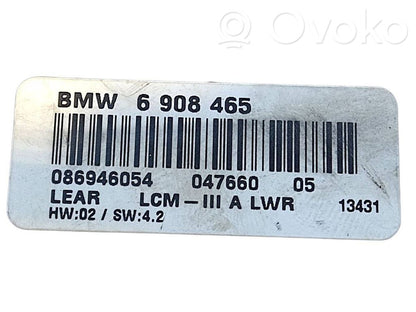 Ovoko
BMW 6 908 465
086946054 047660 05
LEAR LCM-III A LWR 13431
HW:02 / SW:4.2